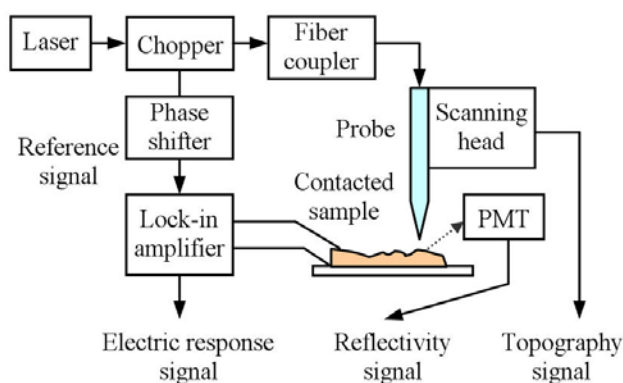 Laser
Chopper
Fiber
coupler
Phase
shifter
Reference
signal
Probe
Scanning
head
Contacted
sample
Lock-in
amplifier
PMT
Electric response
signal
Reflectivity
signal
Topography
signal